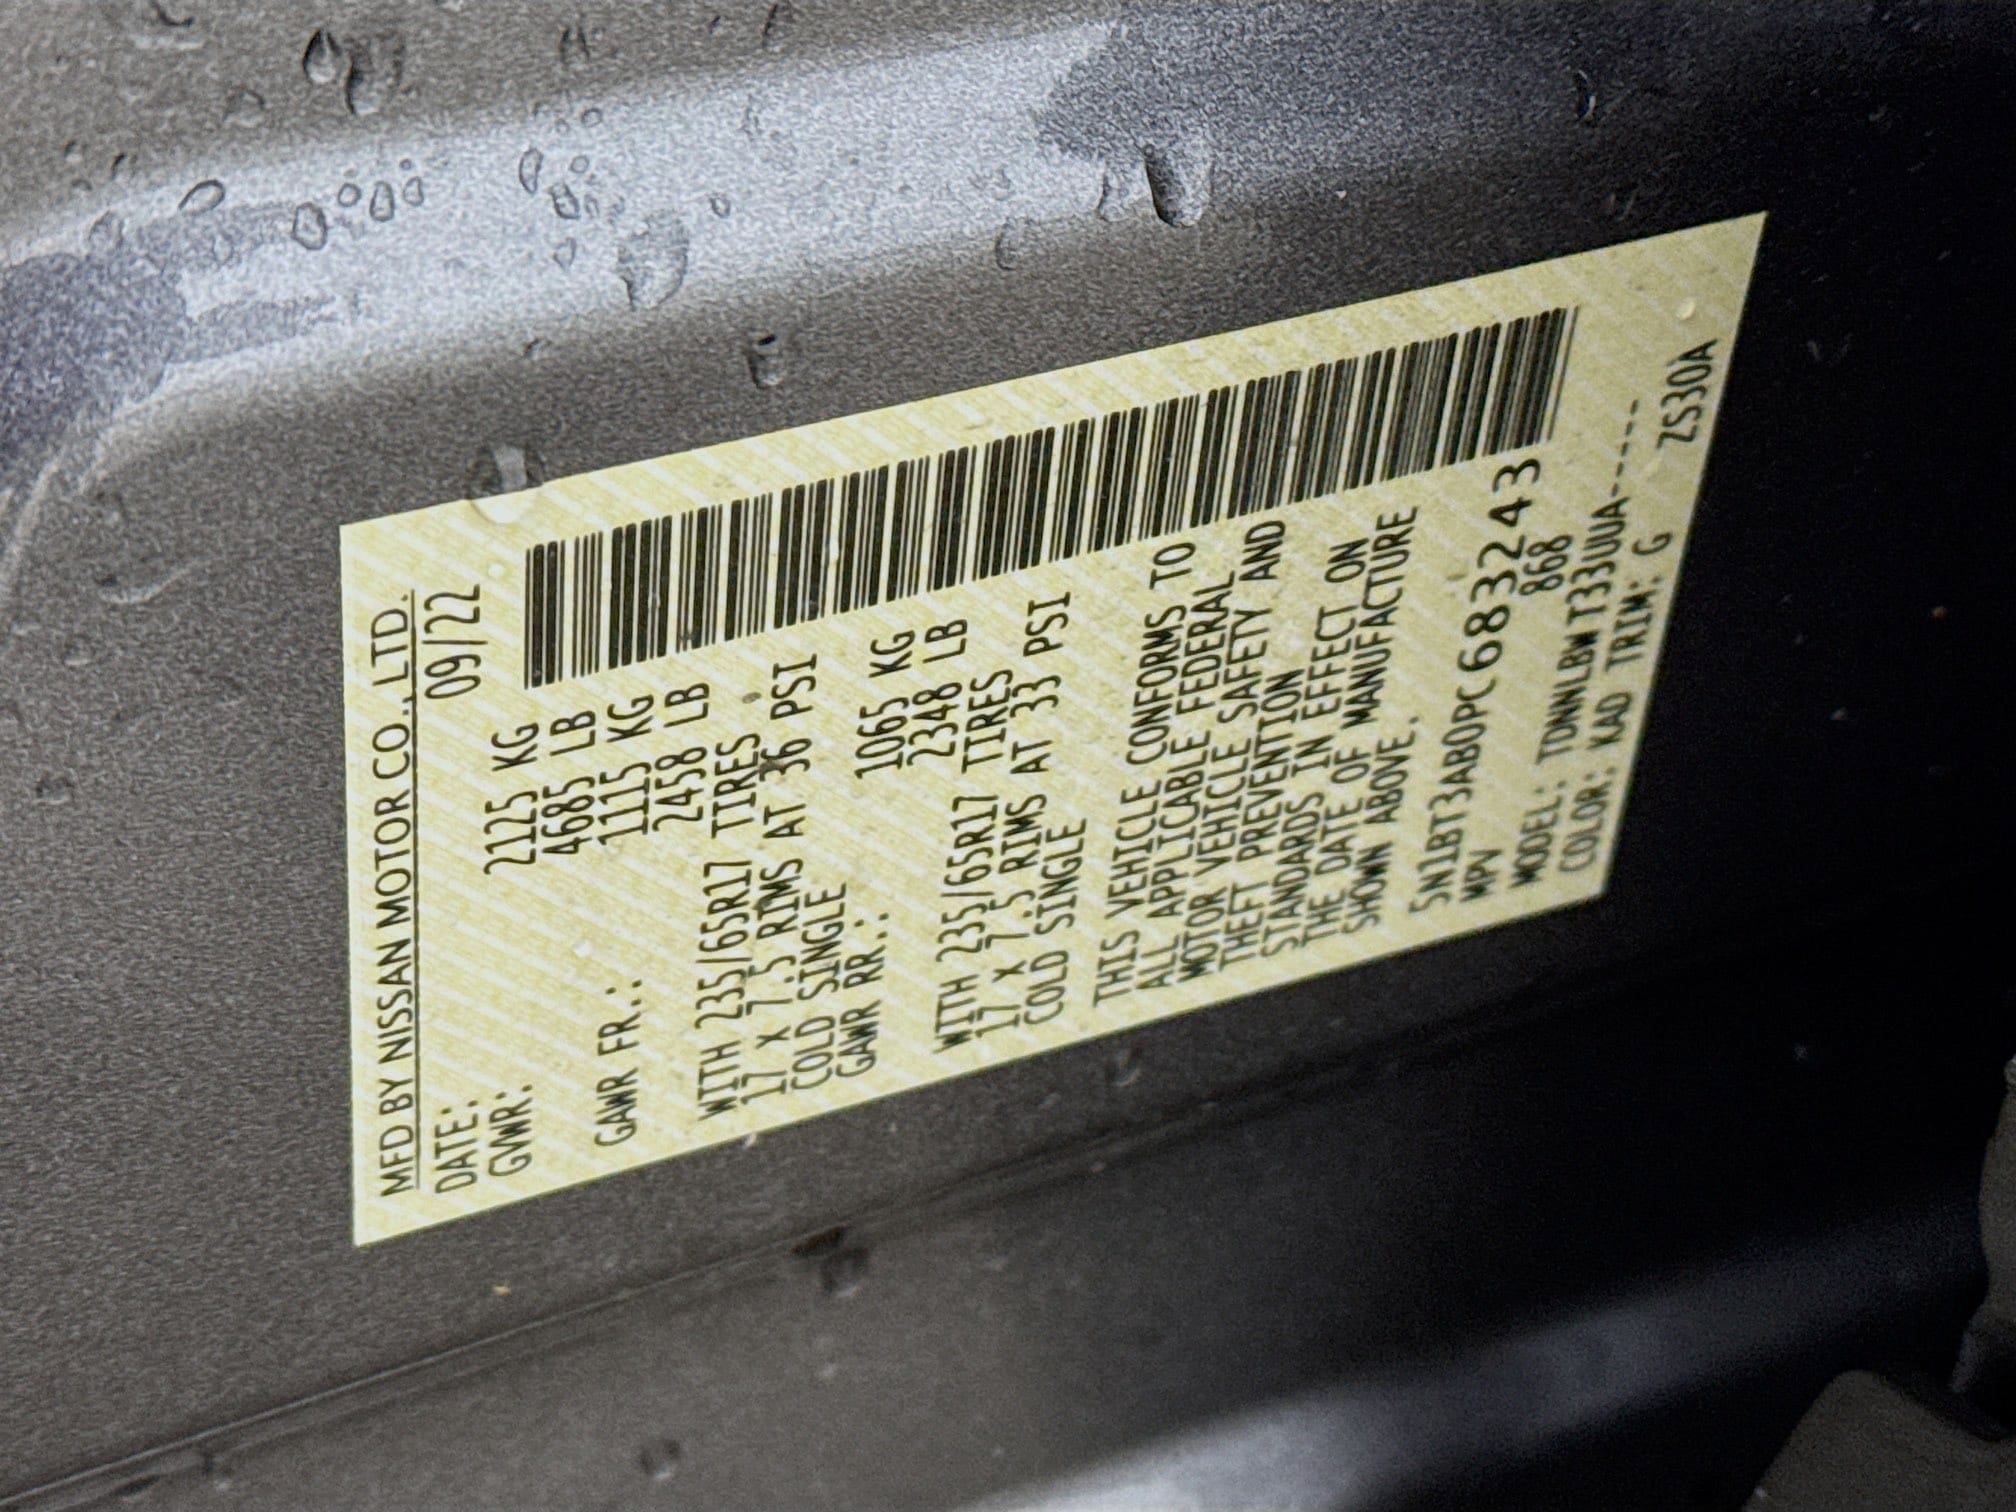 MFD BY NISSAN MOTOR CO., LTD.
DATE: 09/22
GVWR: 2125 KG
4685 LB
GAWR FR.: 1115 KG
2458 LB
WITH 235/65R17 TIRES
17 x 7.5 RIMS AT 36 PSI
COLD SINGLE
GAWR RR.: 1065 KG
2348 LB
WITH 235/65R17 TIRES
17 x 7.5 RIMS AT 33 PSI
COLD SINGLE
THIS VEHICLE CONFORMS TO
ALL APPLICABLE FEDERAL
MOTOR VEHICLE SAFETY AND
THEFT PREVENTION
STANDARDS IN EFFECT ON
THE DATE OF MANUFACTURE
SHOWN ABOVE.
5N1BT3AB0PC683243
MPV 868
MODEL: TDNNLBWT33UUA-----
COLOR: KAD TRIM: G
ZS30A